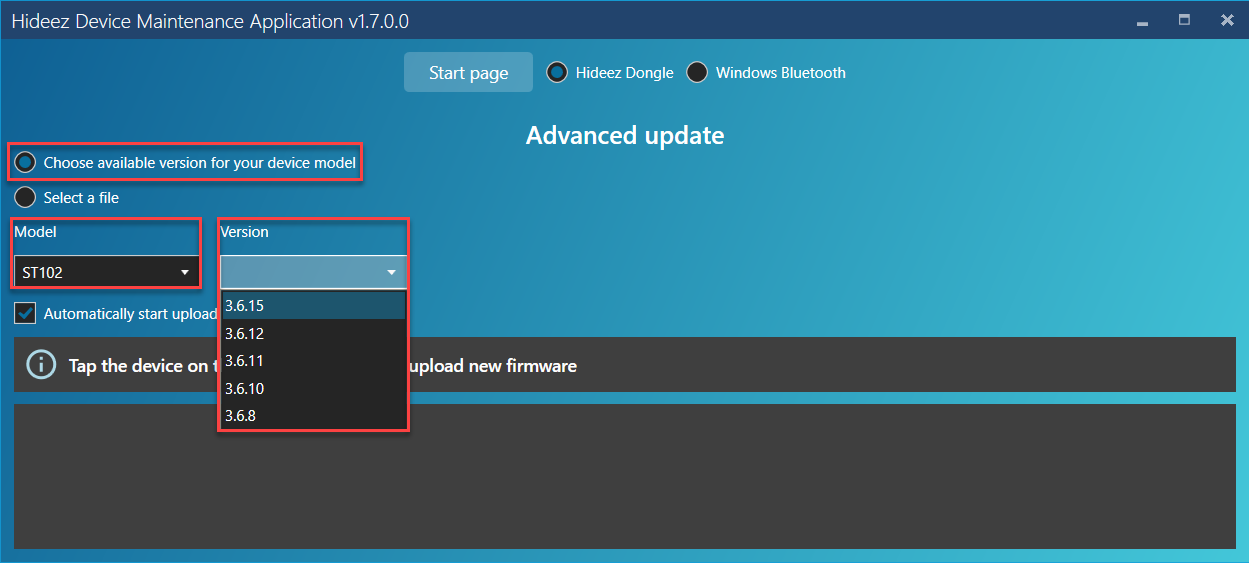 Hideez Device Maintenance Application v1.7.0.0
Start page Hideez Dongle Windows Bluetooth
Advanced update
Choose available version for your device model
Select a file
Model Version
ST102
3.6.15
Automatically start upload
3.6.12
3.6.11
Tap the device on upload new firmware
3.6.10
3.6.8